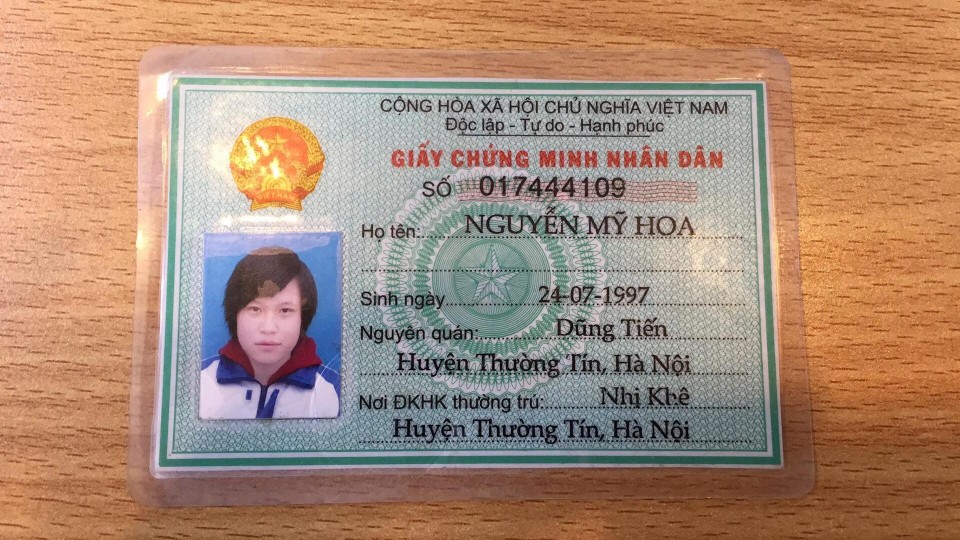 CỘNG HÒA XÃ HỘI CHỦ NGHĨA VIỆT NAM
Độc lập - Tự do - Hạnh phúc
GIẤY CHỨNG MINH NHÂN DÂN
SỐ 017444109
Họ tên: NGUYỄN MỸ HOA
Sinh ngày 24-07-1997
Nguyên quán: Dũng Tiến
Huyện Thường Tín, Hà Nội
Nơi ĐKHK thường trú: Nhị Khê
Huyện Thường Tín, Hà Nội